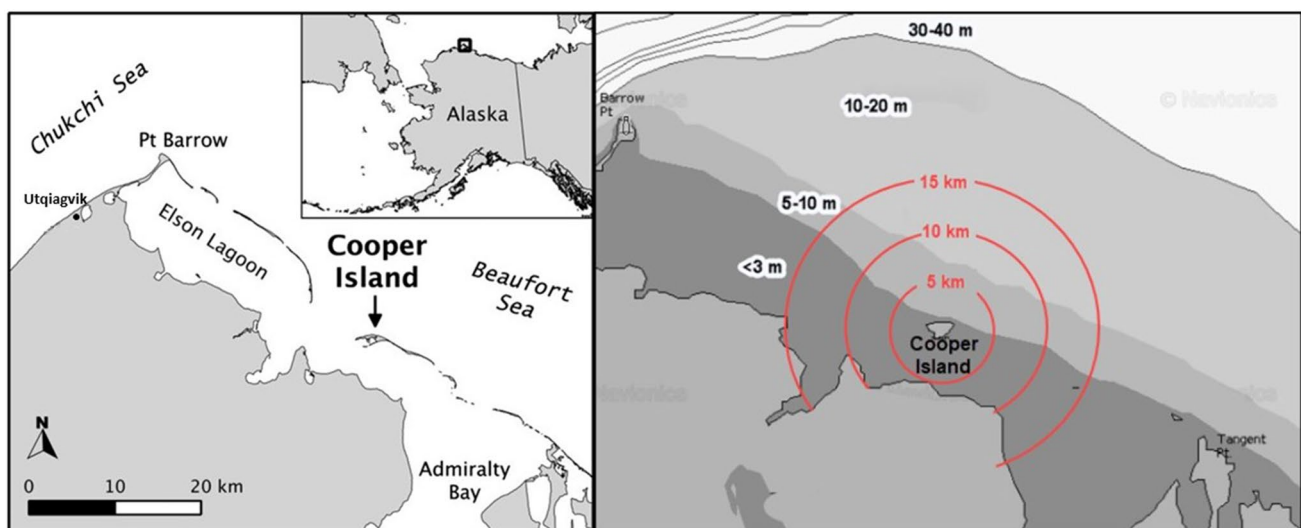 Chukchi Sea
Pt Barrow
Utqiagvik
Elson Lagoon
Alaska
Cooper
Island
Beaufort
Sea
Admiralty
Bay
N
0 10 20 km
30-40 m
Barrow
Pt
10-20 m
© Navionics
Navionics
15 km
5-10 m
10 km
<3 m
5 km
Cooper
Island
Navionics
Tangent
Pt.